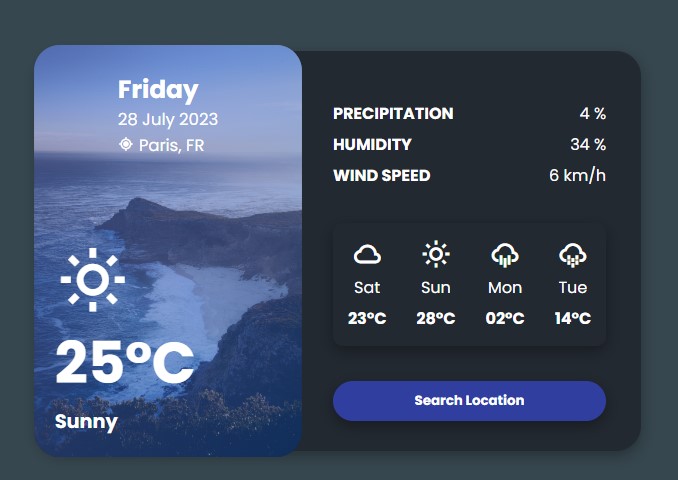 Friday
28 July 2023
Paris, FR
25°C
Sunny
PRECIPITATION 4 %
HUMIDITY 34 %
WIND SPEED 6 km/h
Sat Sun Mon Tue
23°C 28°C 02°C 14°C
Search Location